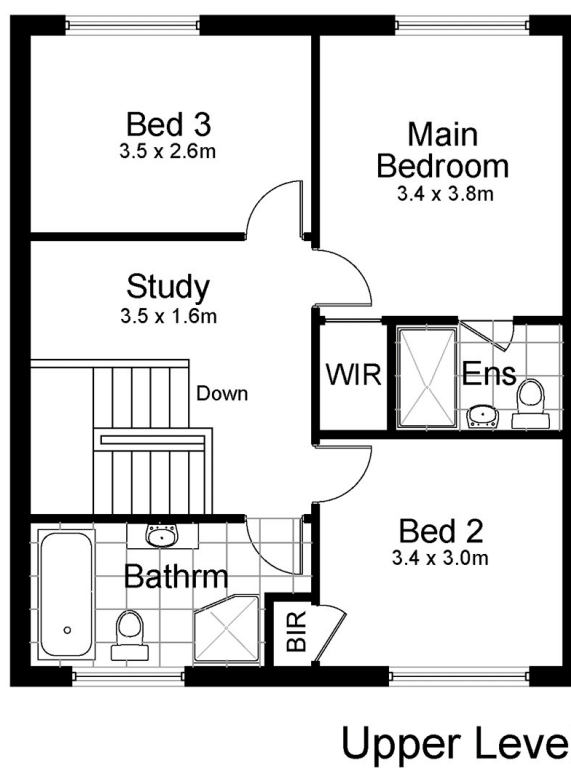 Bed 3
3.5 x 2.6m
Main
Bedroom
3.4 x 3.8m
Study
3.5 x 1.6m
Down
WIR
Ens
Bed 2
3.4 x 3.0m
Bathrm
BIR
Upper Leve